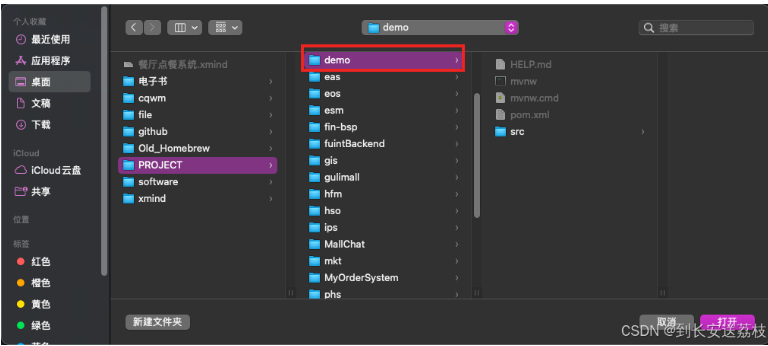 个人收藏
最近使用
应用程序
桌面
文稿
下载
iCloud
iCloud云盘
共享
位置
标签
红色
橙色
黄色
绿色
demo
搜索
餐厅点餐系统.xmind
电子书
cqwm
file
github
Old_Homebrew
PROJECT
software
xmind
demo
eas
eos
esm
fin-bsp
fuintBackend
gis
gulimall
hfm
hso
ips
MallChat
mkt
MyOrderSystem
phs
HELP.md
mvnw
mvnw.cmd
pom.xml
src
新建文件夹
取消
打开
CSDN @到长安送荔枝